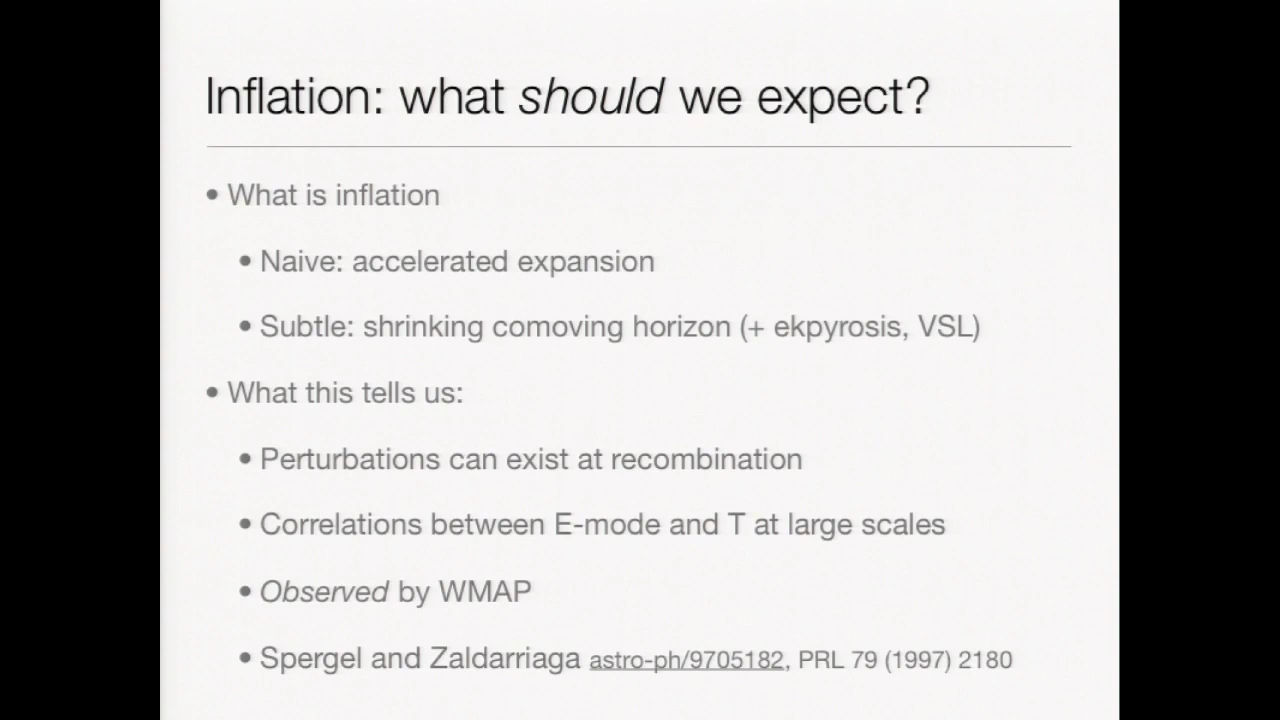 Inflation: what should we expect?
• What is inflation
• Naive: accelerated expansion
• Subtle: shrinking comoving horizon (+ ekpyrosis, VSL)
• What this tells us:
• Perturbations can exist at recombination
• Correlations between E-mode and T at large scales
• Observed by WMAP
• Spergel and Zaldarriaga astro-ph/9705182, PRL 79 (1997) 2180